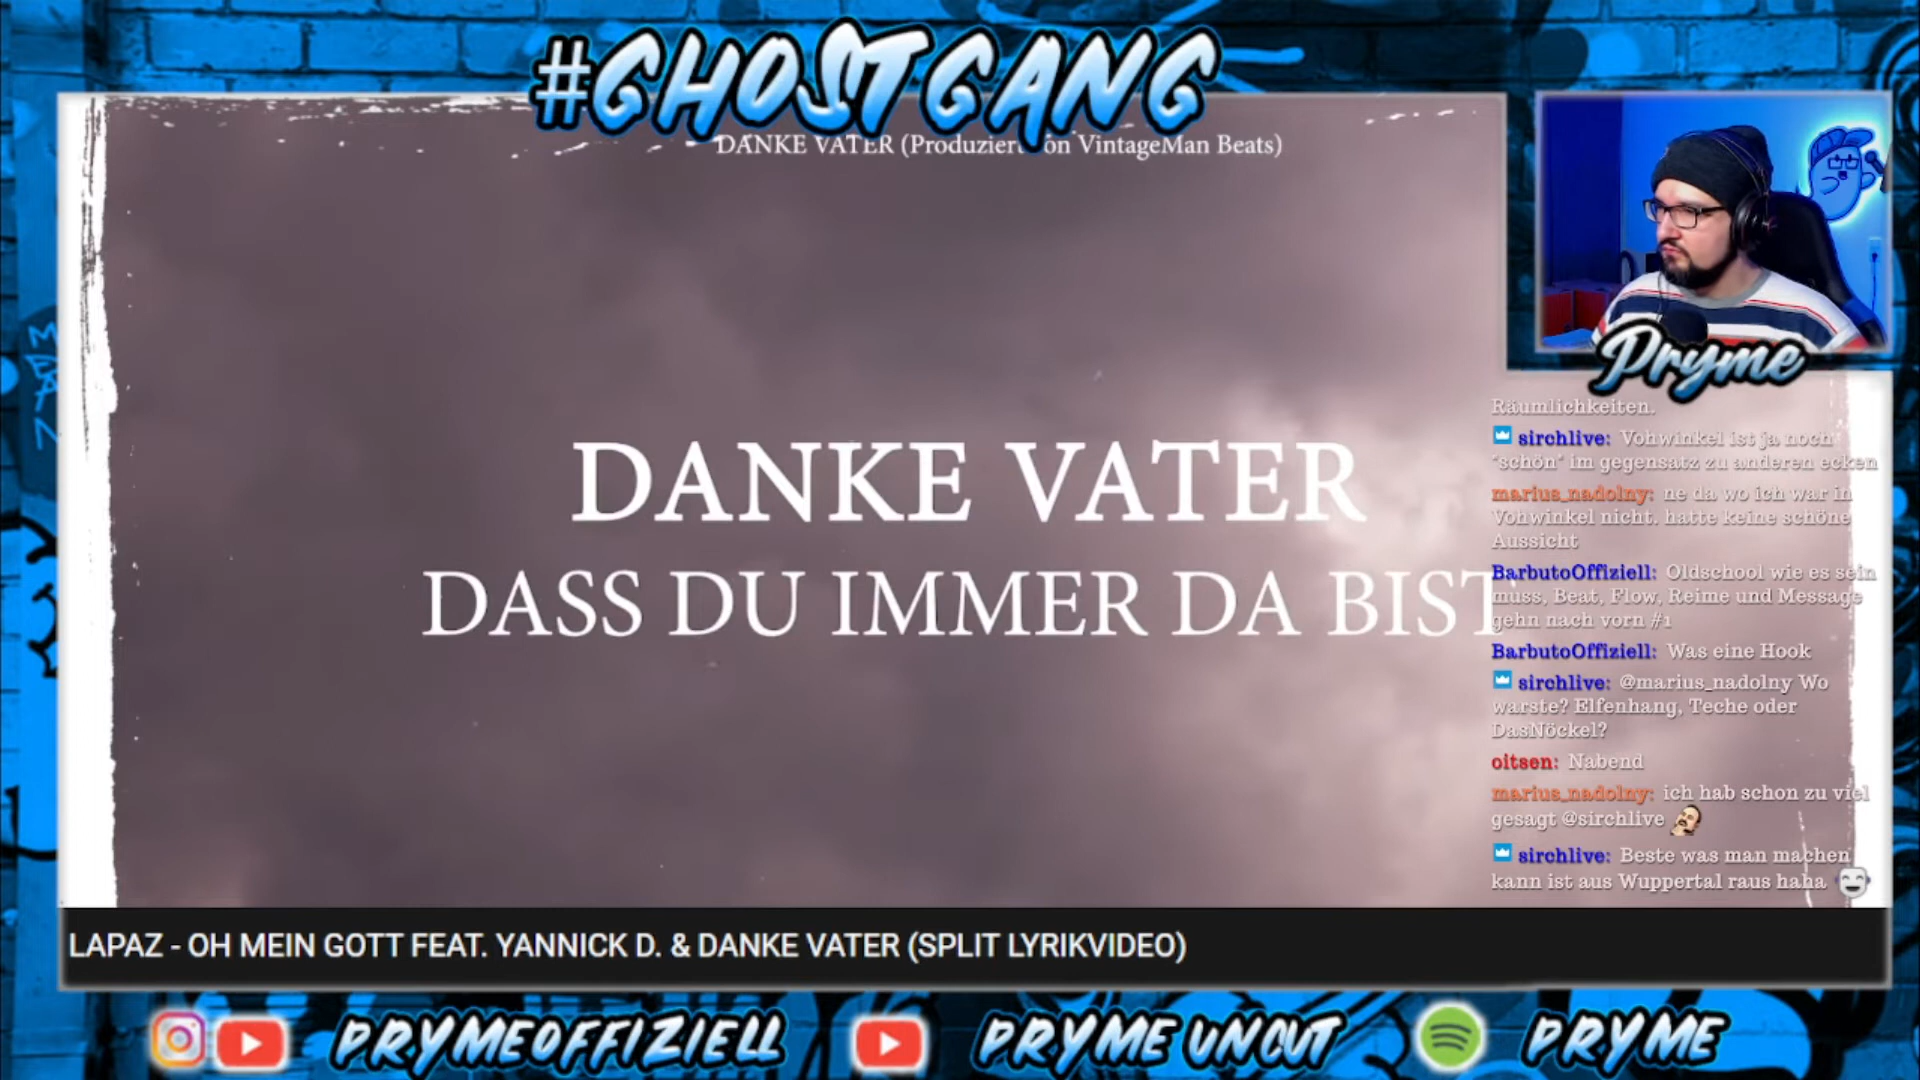 #GHOSTGANG
DANKE VATER (Produziert on VintageMan Beats)
DANKE VATER
DASS DU IMMER DA BIST
Pryme
Räumlichkeiten.
sirchlive: Vohwinkel ist ja noch
"schön" im gegensatz zu anderen ecken
marius_nadolny: ne da wo ich war in
Vohwinkel nicht. hatte keine schöne
Aussicht
BarbutoOffiziell: Oldschool wie es sein
muss, Beat, Flow, Reime und Message
gehn nach vorn #1
BarbutoOffiziell: Was eine Hook
sirchlive: @marius_nadolny Wo
warste? Elfenhang, Teche oder
DasNöckel?
oitsen: Nabend
marius_nadolny: ich hab schon zu viel
gesagt @sirchlive
sirchlive: Beste was man machen
kann ist aus Wuppertal raus haha
LAPAZ - OH MEIN GOTT FEAT. YANNICK D. & DANKE VATER (SPLIT LYRIKVIDEO)
PRYMEOFFIZIELL
PRYME UNCUT
PRYME